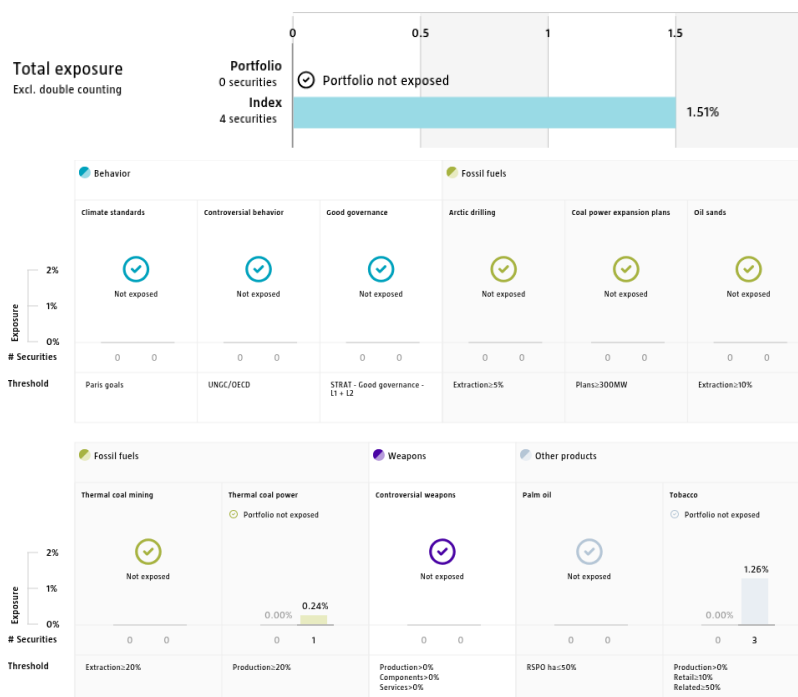 0 0.5 1 1.5
Total exposure
Excl. double counting
Portfolio
0 securities
Portfolio not exposed
Index
4 securities
1.51%
Behavior
Fossil fuels
Climate standards
Controversial behavior
Good governance
Arctic drilling
Coal power expansion plans
Oil sands
Not exposed
Not exposed
Not exposed
Not exposed
Not exposed
Not exposed
Exposure
2%
1%
0%
# Securities
0 0
0 0
0 0
0 0
0 0
0 0
Threshold
Paris goals
UNGC/OECD
STRAT - Good governance -
L1 + L2
Extraction≥5%
Plans≥300MW
Extraction≥10%
Fossil fuels
Weapons
Other products
Thermal coal mining
Thermal coal power
Controversial weapons
Palm oil
Tobacco
Portfolio not exposed
Portfolio not exposed
Not exposed
Not exposed
Not exposed
Exposure
2%
1%
0%
0.00%
0.24%
0.00%
1.26%
# Securities
0 0
0 1
0 0
0 0
0 3
Threshold
Extraction≥20%
Production≥20%
Production>0%
Components>0%
Services>0%
RSPO ha≤50%
Production>0%
Retail≥10%
Related≥50%